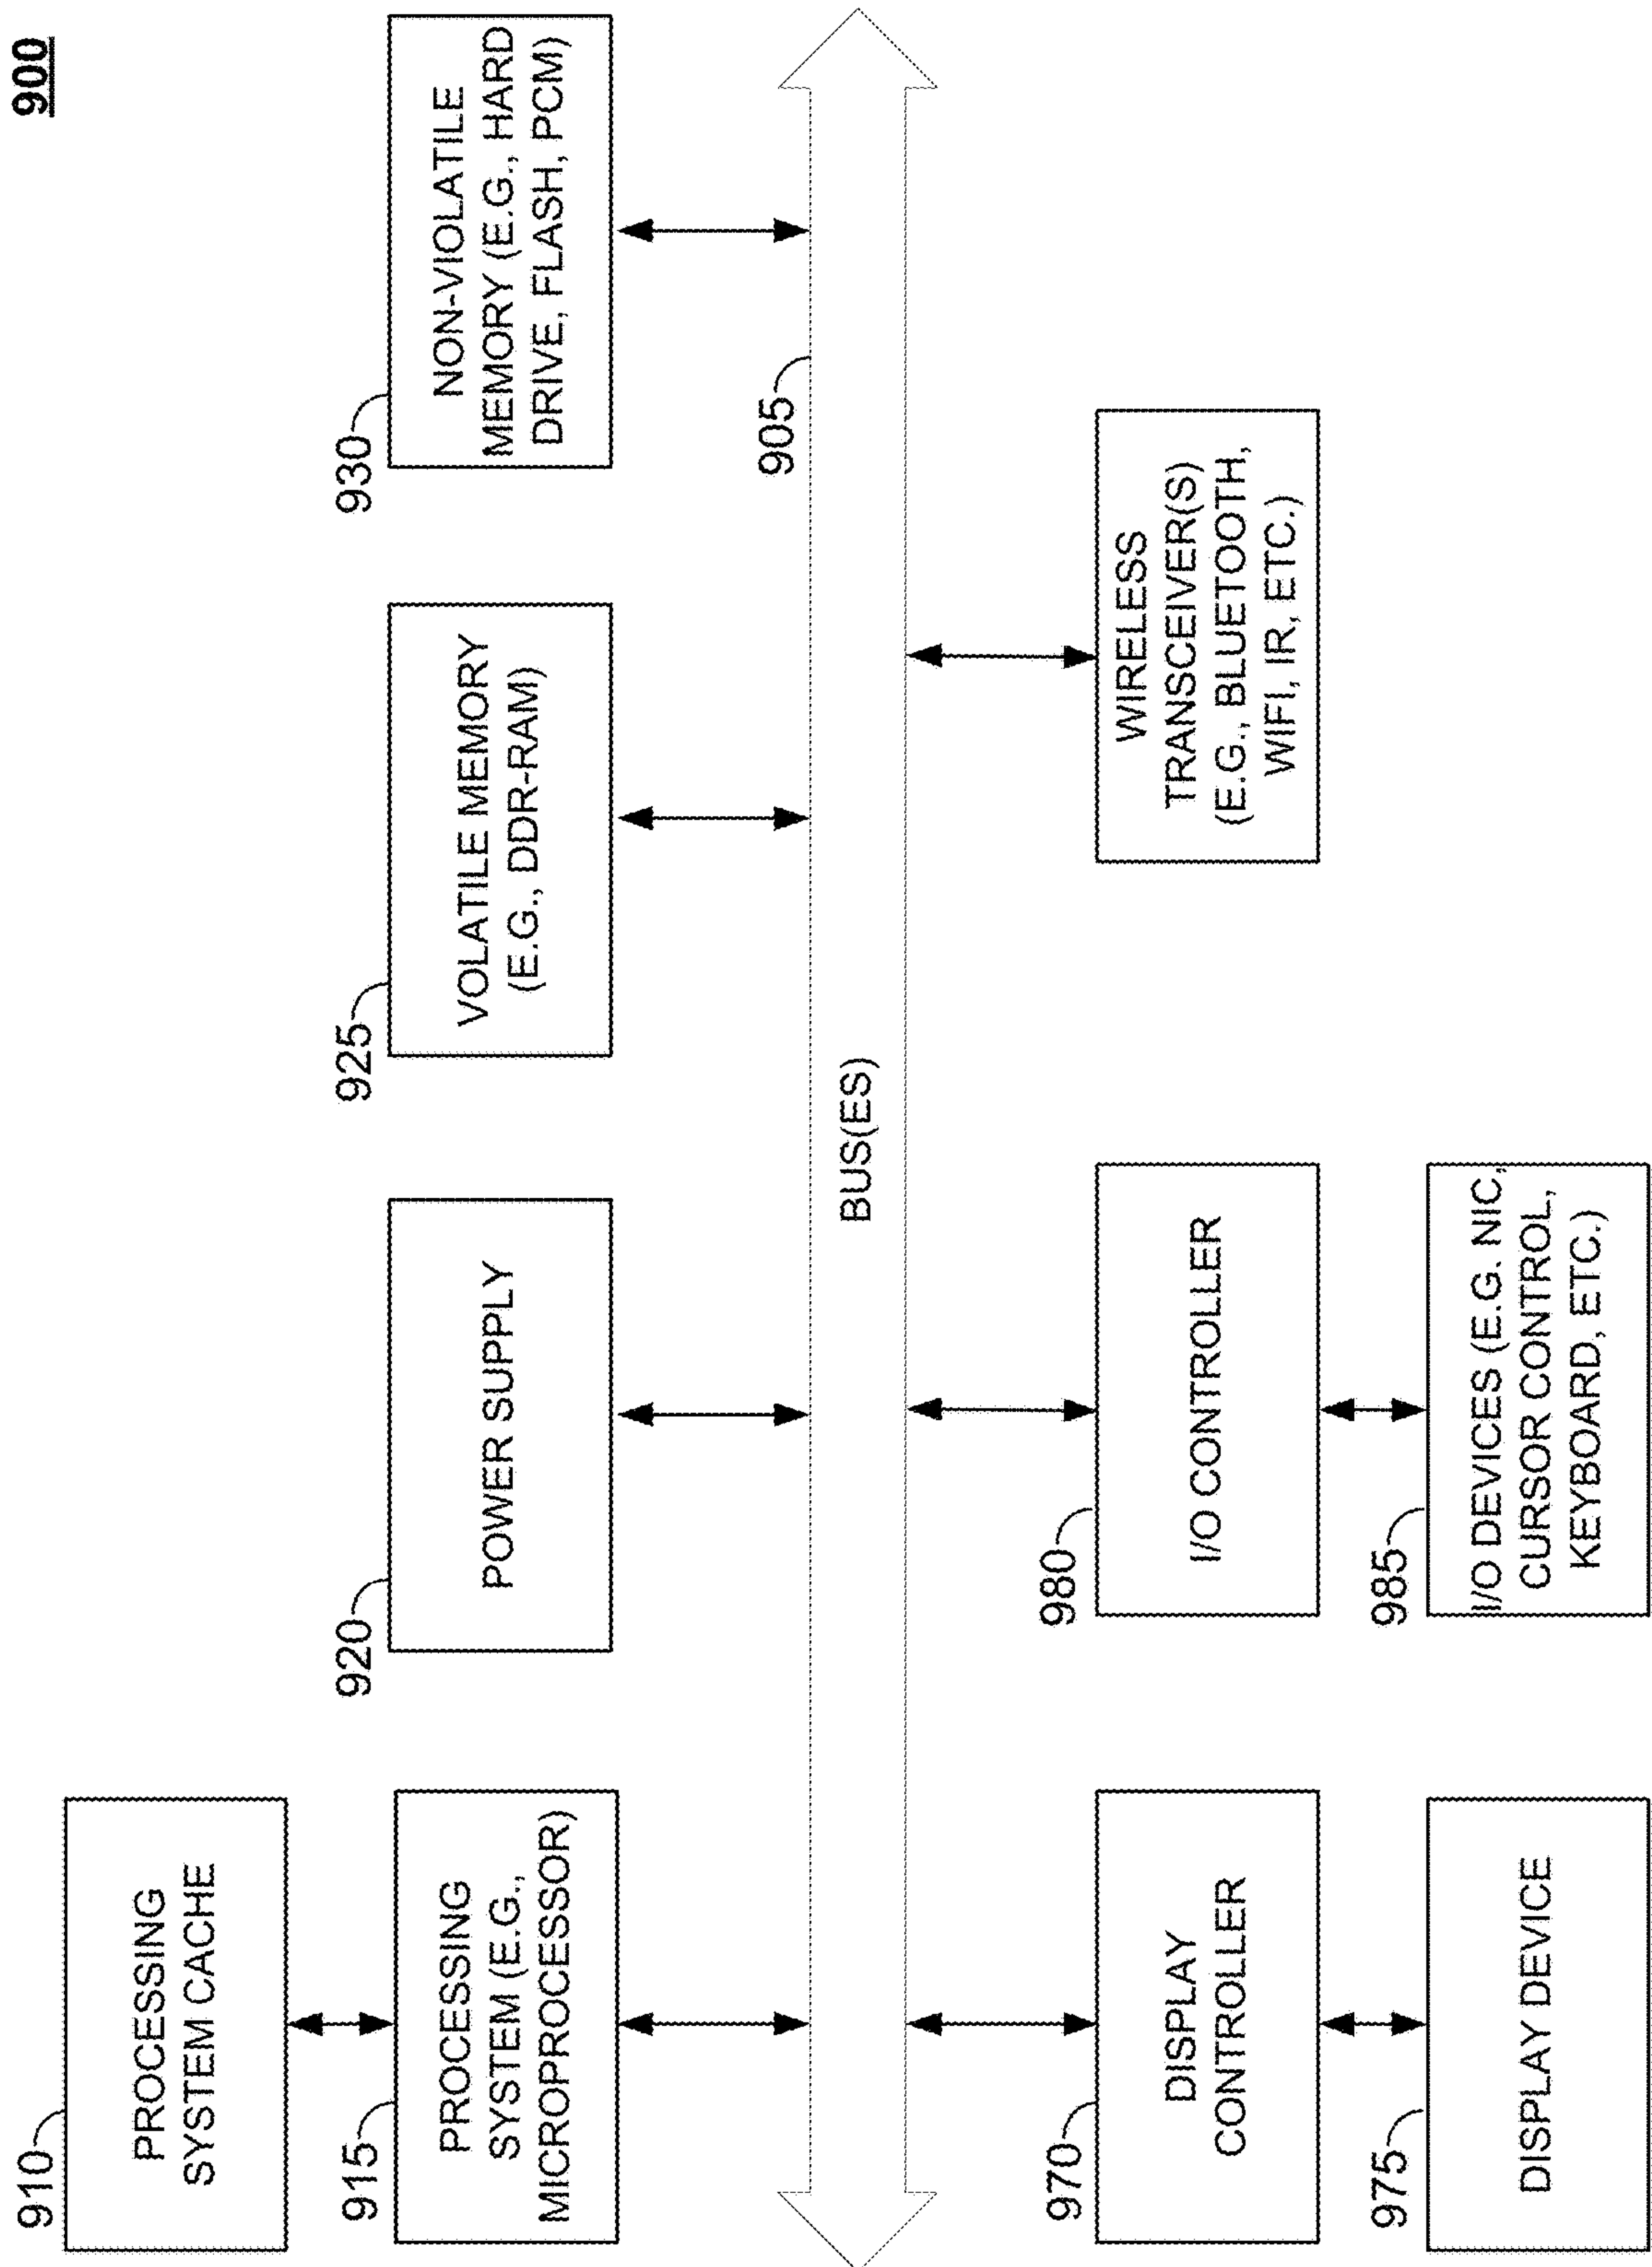 900
910
PROCESSING
SYSTEM CACHE
915
PROCESSING
SYSTEM (E.G.,
MICROPROCESSOR)
920
POWER SUPPLY
925
VOLATILE MEMORY
(E.G., DDR-RAM)
930
NON-VIOLATILE
MEMORY (E.G., HARD
DRIVE, FLASH, PCM)
905
BUS(ES)
970
DISPLAY
CONTROLLER
980
I/O CONTROLLER
WIRELESS
TRANSCEIVER(S)
(E.G., BLUETOOTH,
WIFI, IR, ETC.)
975
DISPLAY DEVICE
985
I/O DEVICES (E.G. NIC,
CURSOR CONTROL,
KEYBOARD, ETC.)